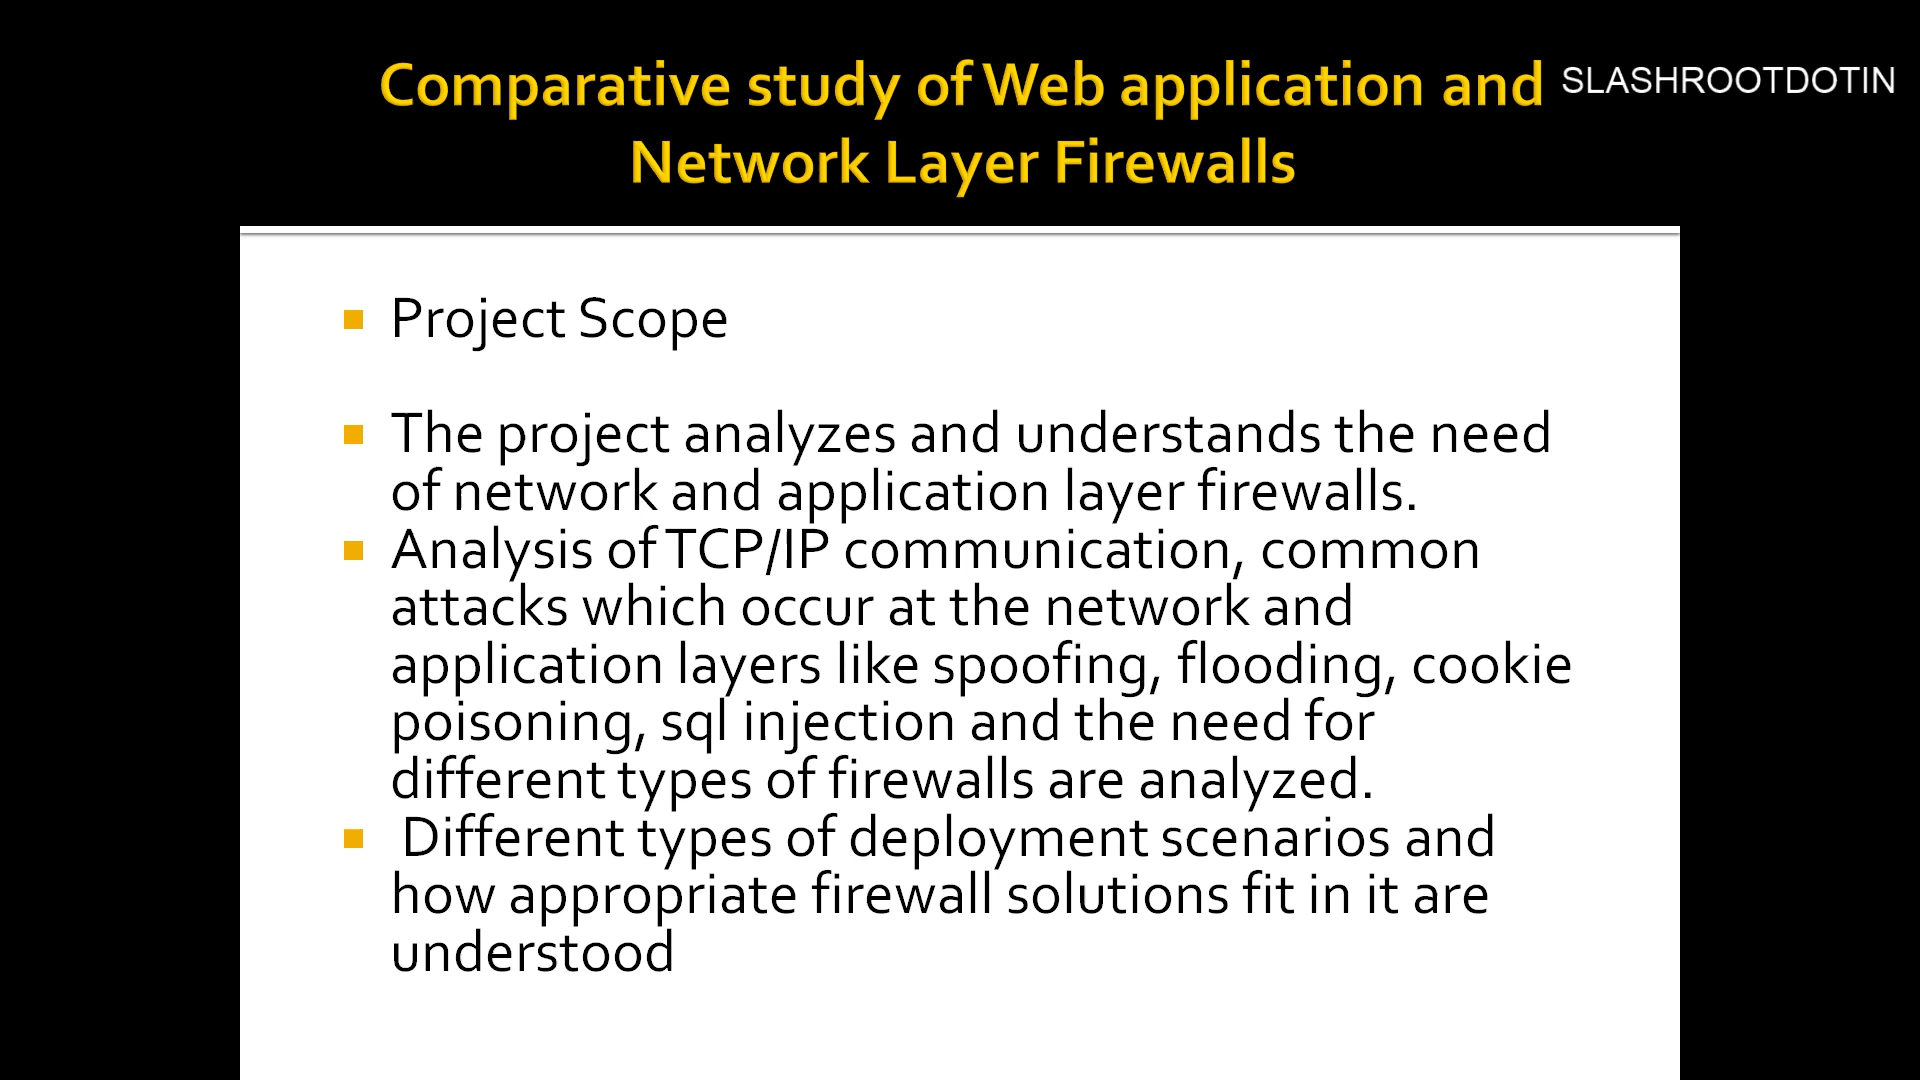 Comparative study of Web application and
SLASHROOTDOTIN
Network Layer Firewalls
Project Scope
The project analyzes and understands the need
of network and application layer firewalls.
Analysis of TCP/IP communication, common
attacks which occur at the network and
application layers like spoofing, flooding, cookie
poisoning, sql injection and the need for
different types of firewalls are analyzed.
Different types of deployment scenarios and
how appropriate firewall solutions fit in it are
understood